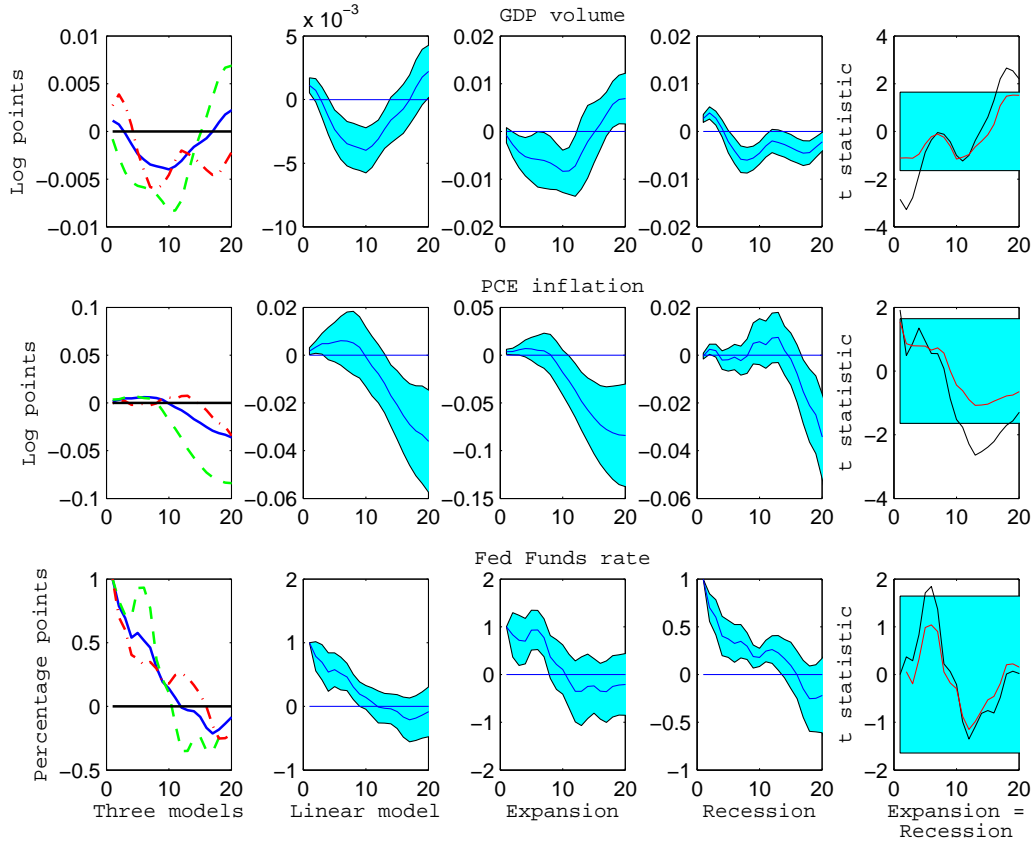 GDP volume
x 10⁻³
Log points
0.01
0.005
0
−0.005
−0.01
0 10 20
5
0
−5
−10
0 10 20
0.02
0.01
0
−0.01
0.02
0 10 20
0.02
0.01
0
−0.01
0.02
0 10 20
t statistic
4
2
0
−2
−4
0 10 20
PCE inflation
Log points
0.1
0.05
0
−0.05
−0.1
0 10 20
0.02
0
−0.02
−0.04
−0.06
0 10 20
0.05
0
−0.05
−0.1
−0.15
0 10 20
0.02
0
−0.02
−0.04
−0.06
0 10 20
t statistic
2
0
−2
−4
0 10 20
Fed Funds rate
Percentage points
1
0.5
0
−0.5
0 10 20
2
1
0
−1
0 10 20
2
1
0
−1
−2
0 10 20
1
0.5
0
−0.5
−1
0 10 20
t statistic
2
1
0
−1
−2
0 10 20
Three models
Linear model
Expansion
Recession
Expansion =
Recession